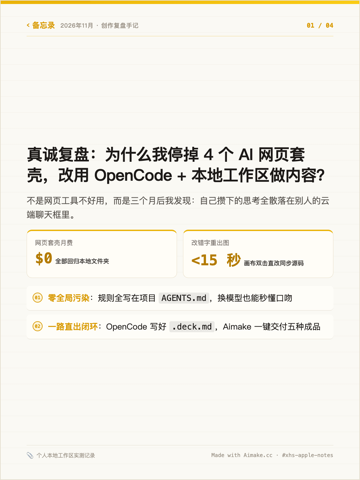 ‹ 备忘录 2026年11月 · 创作复盘手记 01 / 04
真诚复盘：为什么我停掉 4 个 AI 网页套
壳，改用 OpenCode + 本地工作区做内容？
不是网页工具不好用，而是三个月后我发现：自己攒下的思考全散落在别人的云
端聊天框里。
网页套壳月费
$0 全部回归本地文件夹
改错字重出图
<15 秒 画布双击直改同步源码
01 零全局污染：规则全写在项目 AGENTS.md，换模型也能秒懂口吻
02 一路直出闭环：OpenCode 写好 .deck.md，Aimake 一键交付五种成品
个人本地工作区实测记录 Made with Aimake.cc · #xhs-apple-notes